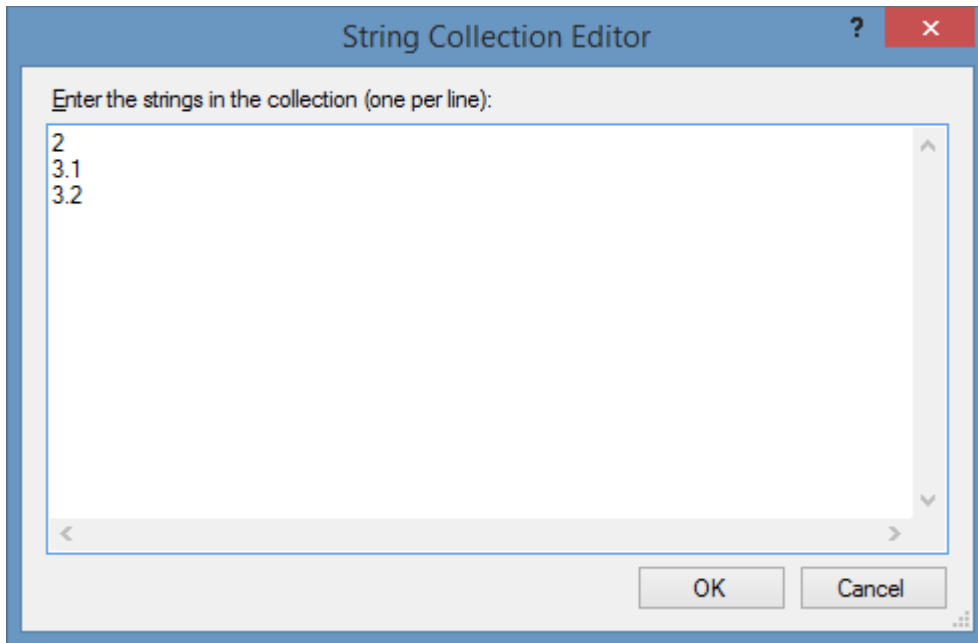 String Collection Editor
?
×
Enter the strings in the collection (one per line):
2
3.1
3.2
OK
Cancel